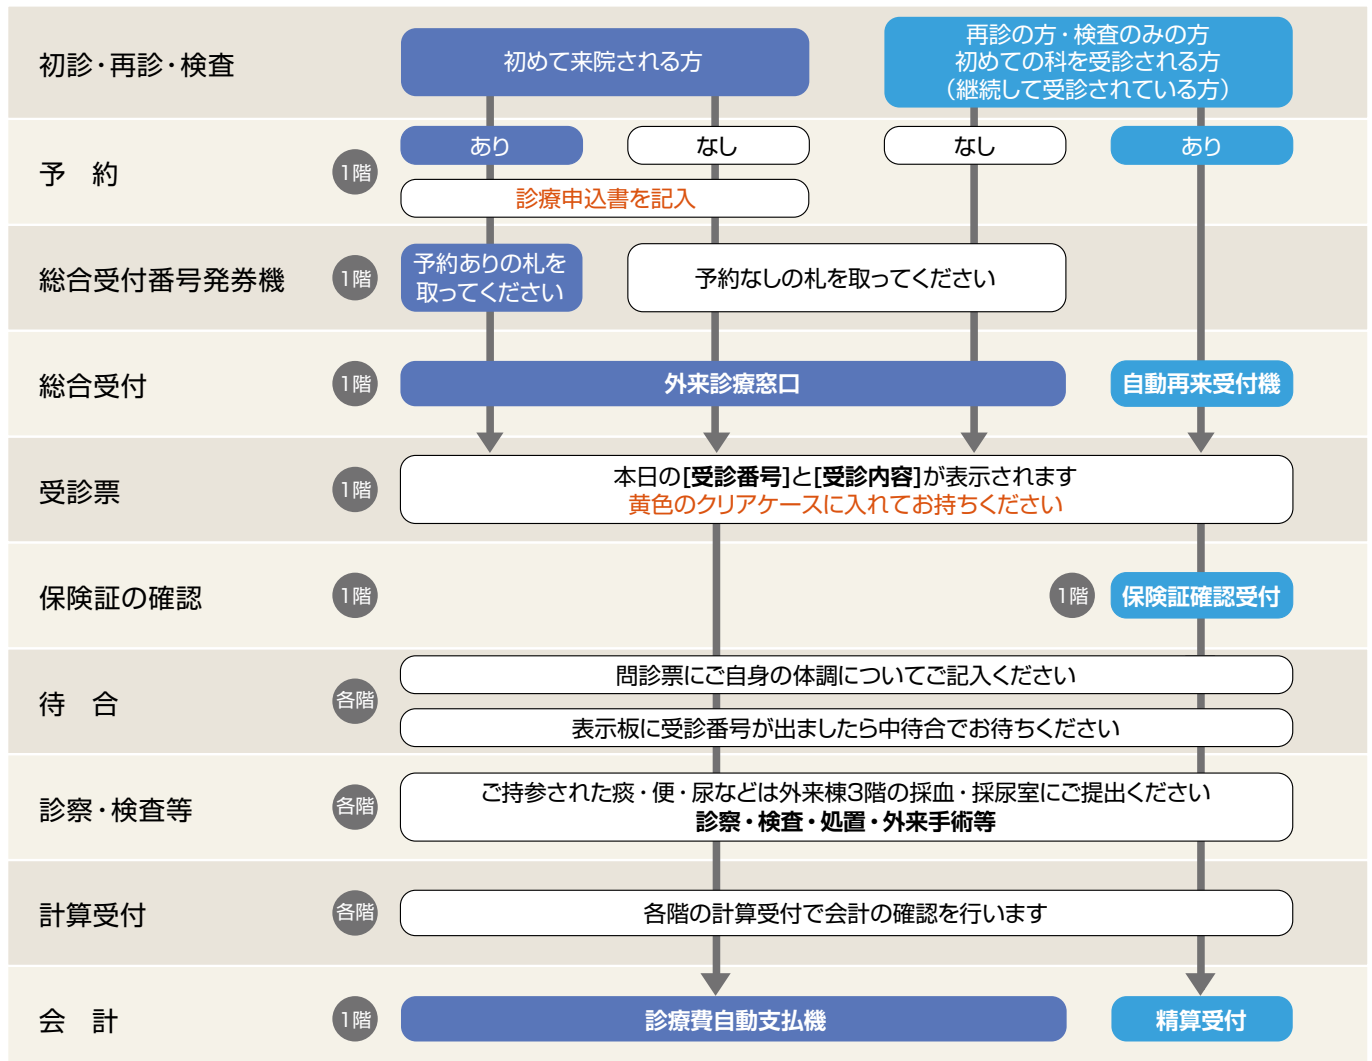 初診・再診・検査
初めて来院される方
再診の方・検査のみの方
初めての科を受診される方
（継続して受診されている方）
予　約
1階
あり
なし
なし
あり
診療申込書を記入
総合受付番号発券機
1階
予約ありの札を
取ってください
予約なしの札を取ってください
総合受付
1階
外来診療窓口
自動再来受付機
受診票
1階
本日の[受診番号]と[受診内容]が表示されます
黄色のクリアケースに入れてお持ちください
保険証の確認
1階
1階
保険証確認受付
待　合
各階
問診票にご自身の体調についてご記入ください
表示板に受診番号が出ましたら中待合でお待ちください
診察・検査等
各階
ご持参された痰・便・尿などは外来棟3階の採血・採尿室にご提出ください
診察・検査・処置・外来手術等
計算受付
各階
各階の計算受付で会計の確認を行います
会　計
1階
診療費自動支払機
精算受付